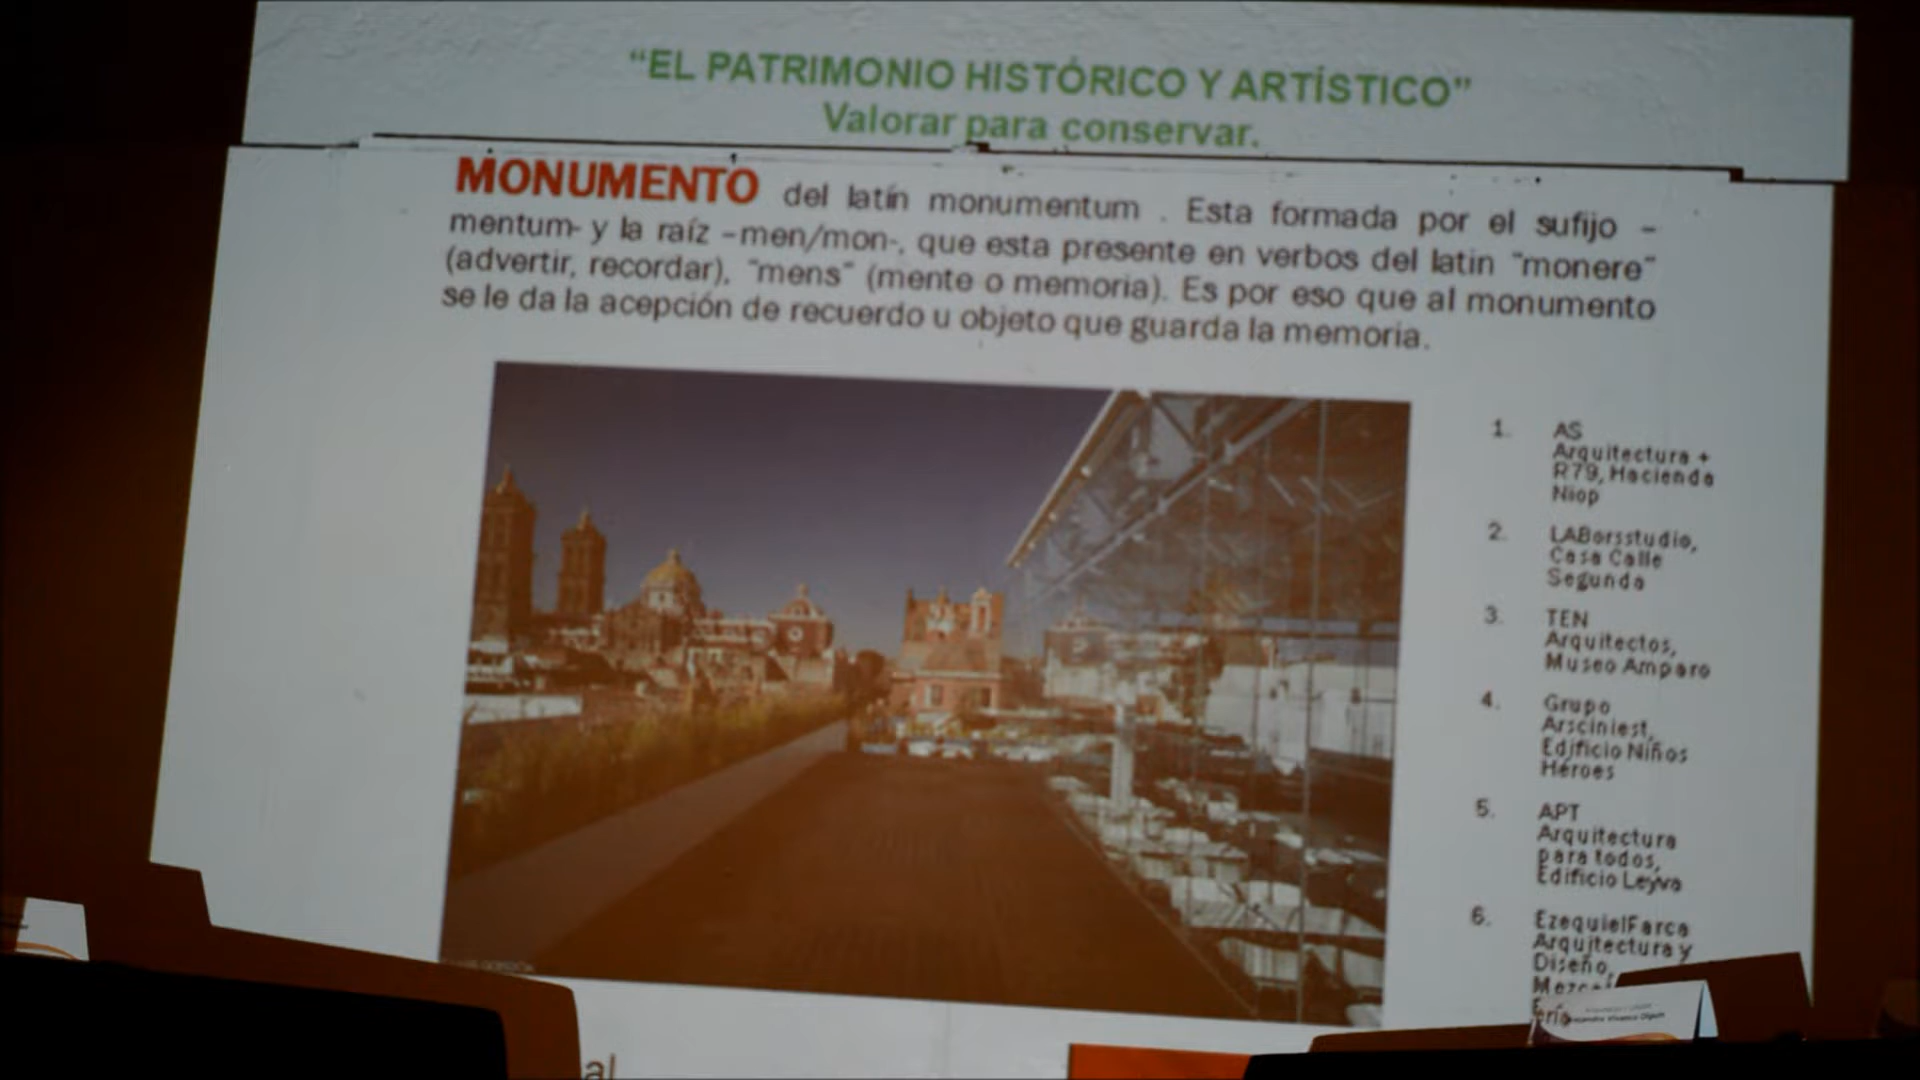 “EL PATRIMONIO HISTÓRICO Y ARTÍSTICO”
Valorar para conservar.
MONUMENTO del latín monumentum . Esta formada por el sufijo –
mentum- y la raíz –men/mon-, que esta presente en verbos del latin “monere”
(advertir, recordar), “mens” (mente o memoria). Es por eso que al monumento
se le da la acepción de recuerdo u objeto que guarda la memoria.
1. AS
Arquitectura +
R79, Hacienda
Niop
2. LABorsstudio,
Casa Calle
Segunda
3. TEN
Arquitectos,
Museo Amparo
4. Grupo
Arsciniest,
Edificio Niños
Héroes
5. APT
Arquitectura
para todos,
Edificio Leyva
6. EzequielFarca
Arquitectura y
Diseño,
al